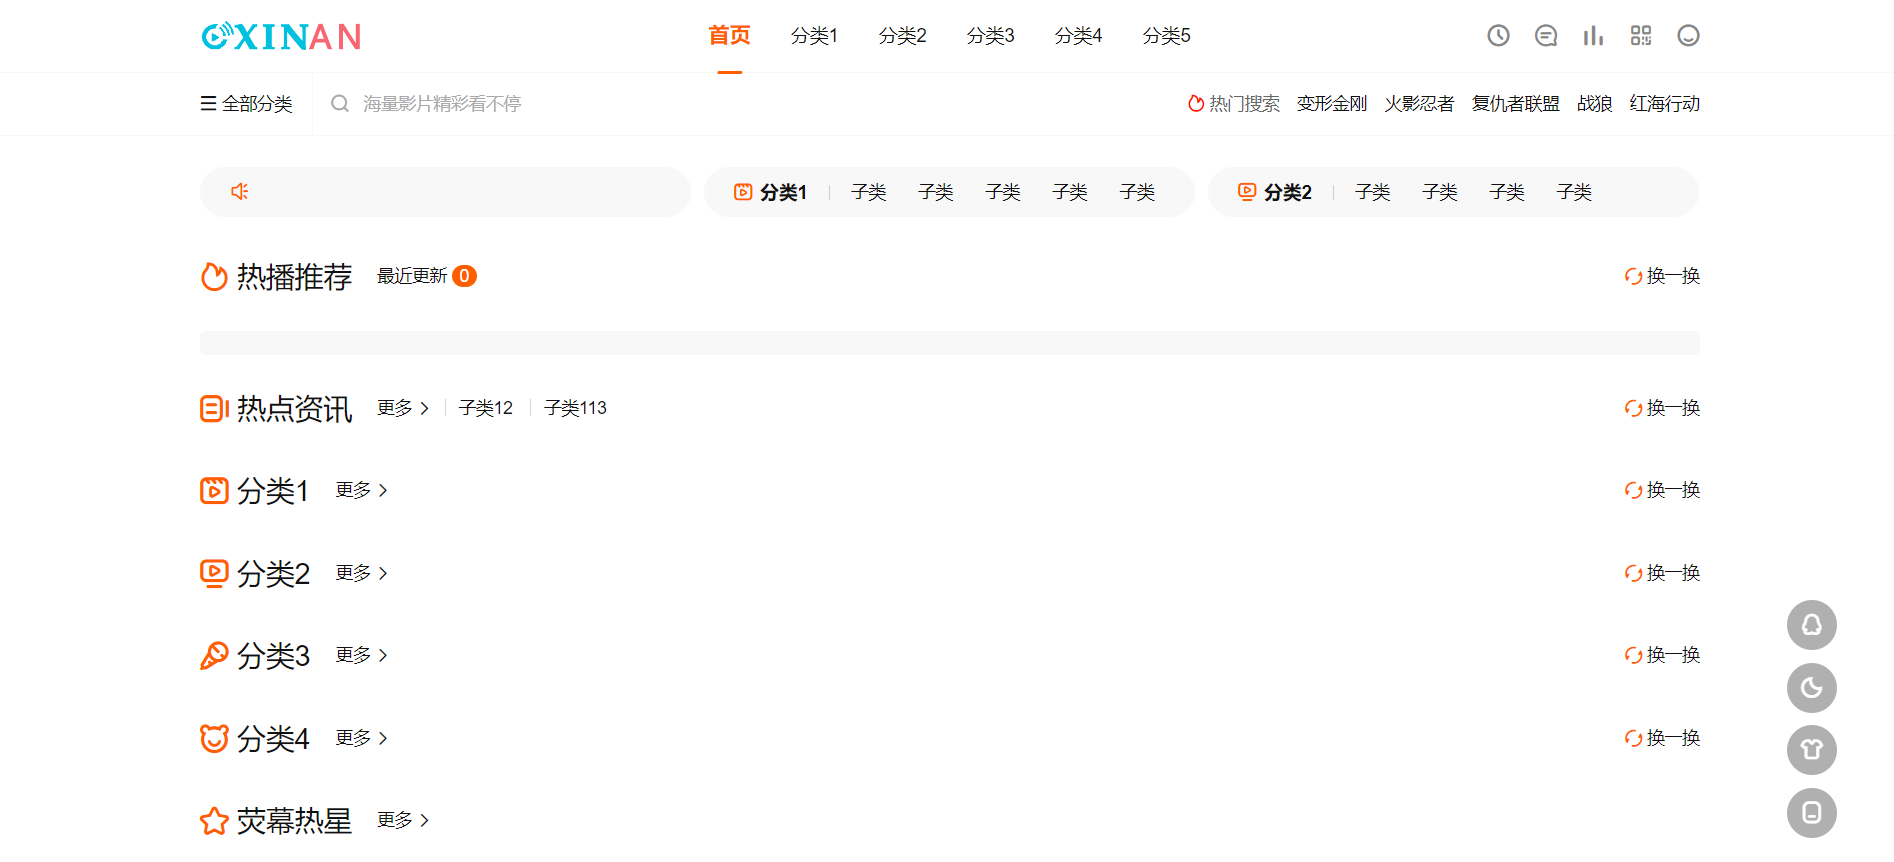 XINAN 首页 分类1 分类2 分类3 分类4 分类5
全部分类 海量影片精彩看不停 热门搜索 变形金刚 火影忍者 复仇者联盟 战狼 红海行动
分类1 子类 子类 子类 子类 子类 分类2 子类 子类 子类 子类
热播推荐 最近更新 0 换一换
热点资讯 更多 子类12 子类113 换一换
分类1 更多 换一换
分类2 更多 换一换
分类3 更多 换一换
分类4 更多 换一换
荧幕热星 更多